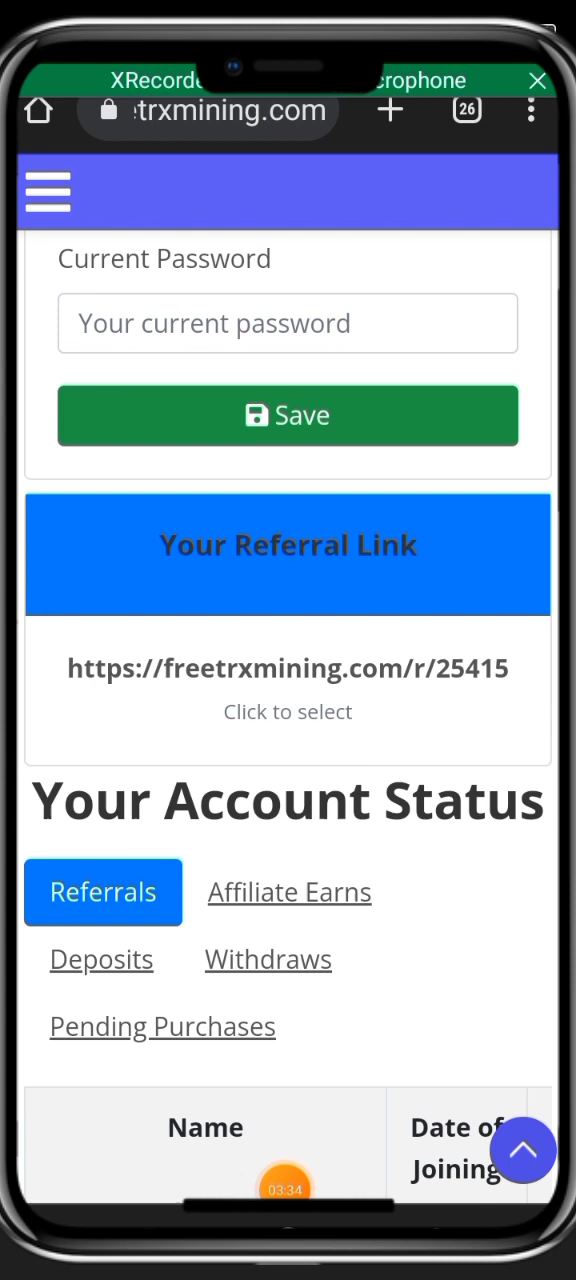 XRecorde crophone
trxmining.com
26
Current Password
Your current password
Save
Your Referral Link
https://freetrxmining.com/r/25415
Click to select
Your Account Status
Referrals Affiliate Earns
Deposits Withdraws
Pending Purchases
Name Date of
Joining
03:34